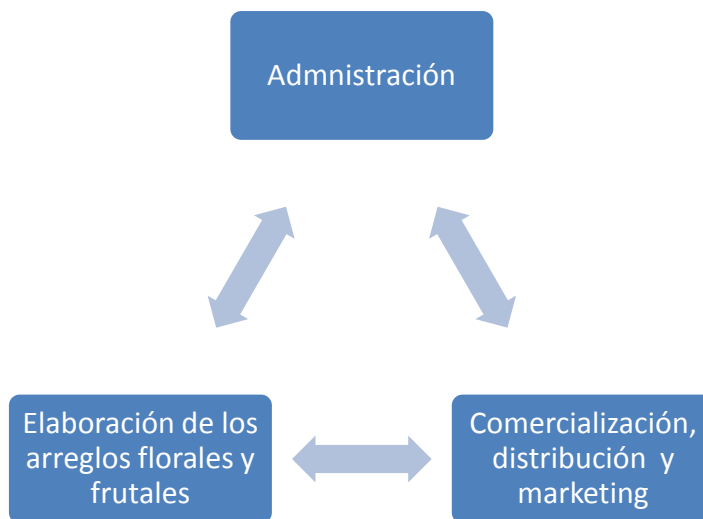 Admnistración
Elaboración de los
arreglos florales y
frutales
Comercialización,
distribución y
marketing